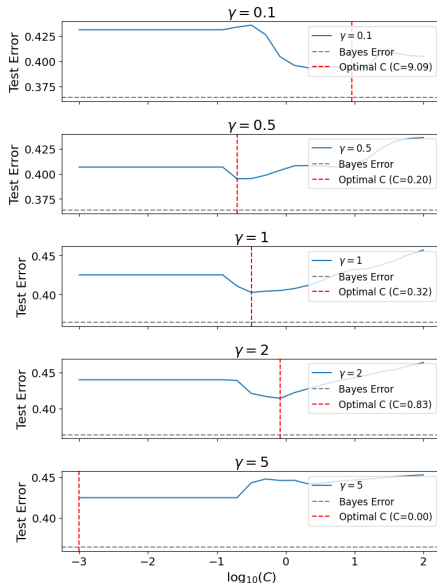 γ = 0.1
Test Error
0.425
0.400
0.375
γ = 0.1
Bayes Error
Optimal C (C=9.09)
γ = 0.5
Test Error
0.425
0.400
0.375
γ = 0.5
Bayes Error
Optimal C (C=0.20)
γ = 1
Test Error
0.45
0.40
γ = 1
Bayes Error
Optimal C (C=0.32)
γ = 2
Test Error
0.45
0.40
γ = 2
Bayes Error
Optimal C (C=0.83)
γ = 5
Test Error
0.45
0.40
γ = 5
Bayes Error
Optimal C (C=0.00)
−3 −2 −1 0 1 2
log₁₀(C)